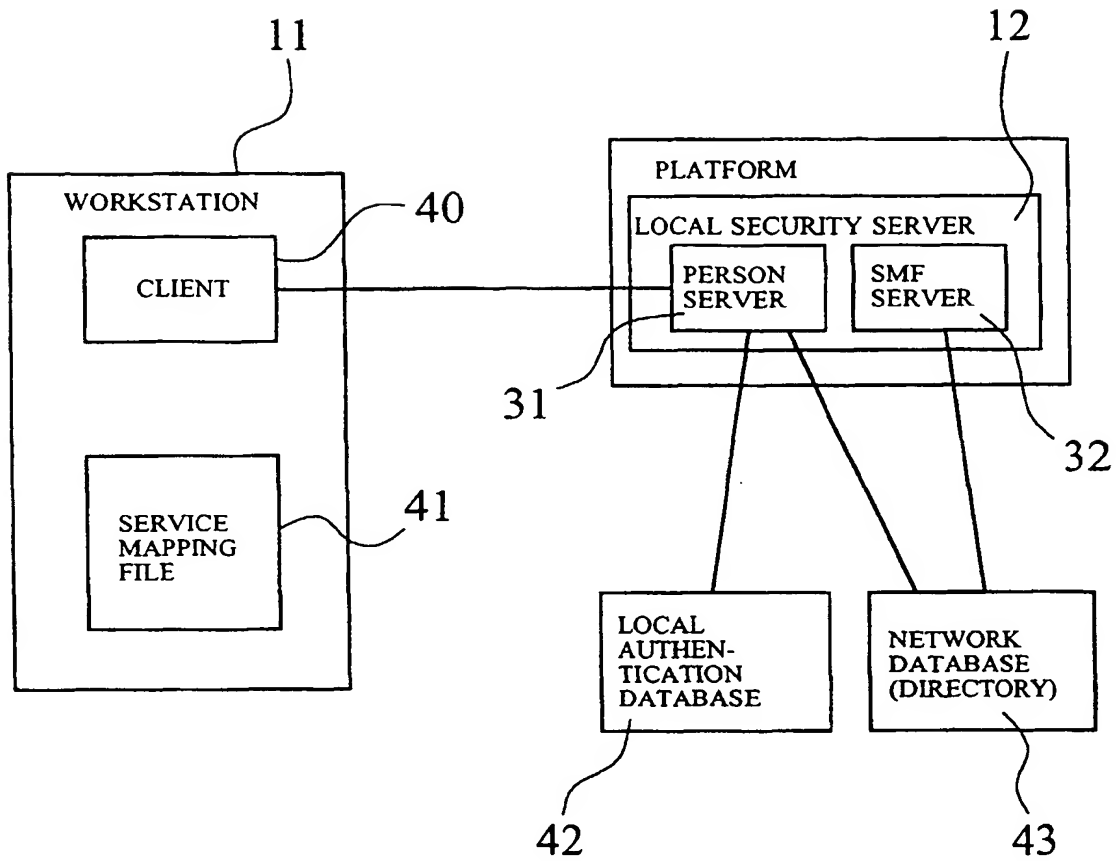 11
12
WORKSTATION
40
CLIENT
SERVICE
MAPPING
FILE
41
PLATFORM
LOCAL SECURITY SERVER
PERSON
SERVER
SMF
SERVER
31
32
LOCAL
AUTHEN-
TICATION
DATABASE
NETWORK
DATABASE
(DIRECTORY)
42
43